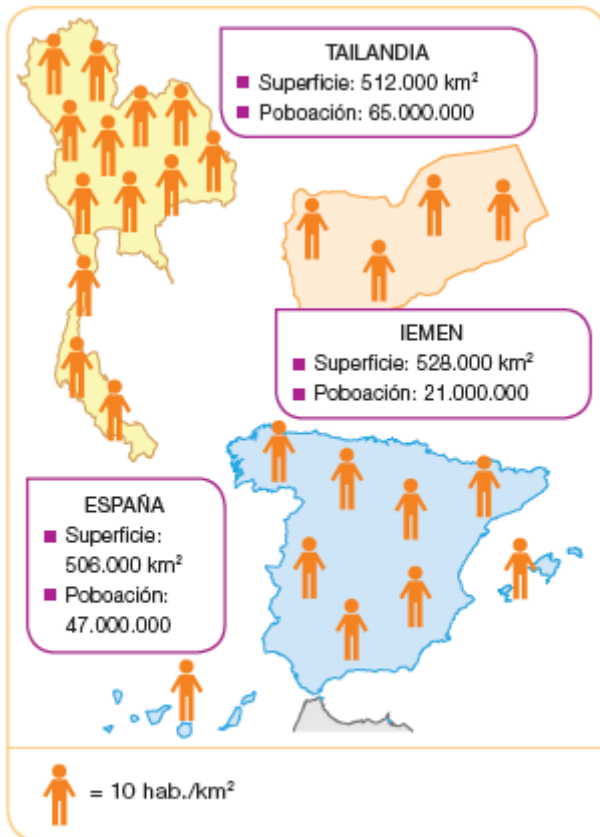 TAILANDIA
■ Superficie: 512.000 km²
■ Poboación: 65.000.000
IEMEN
■ Superficie: 528.000 km²
■ Poboación: 21.000.000
ESPAÑA
■ Superficie:
506.000 km²
■ Poboación:
47.000.000
= 10 hab./km²